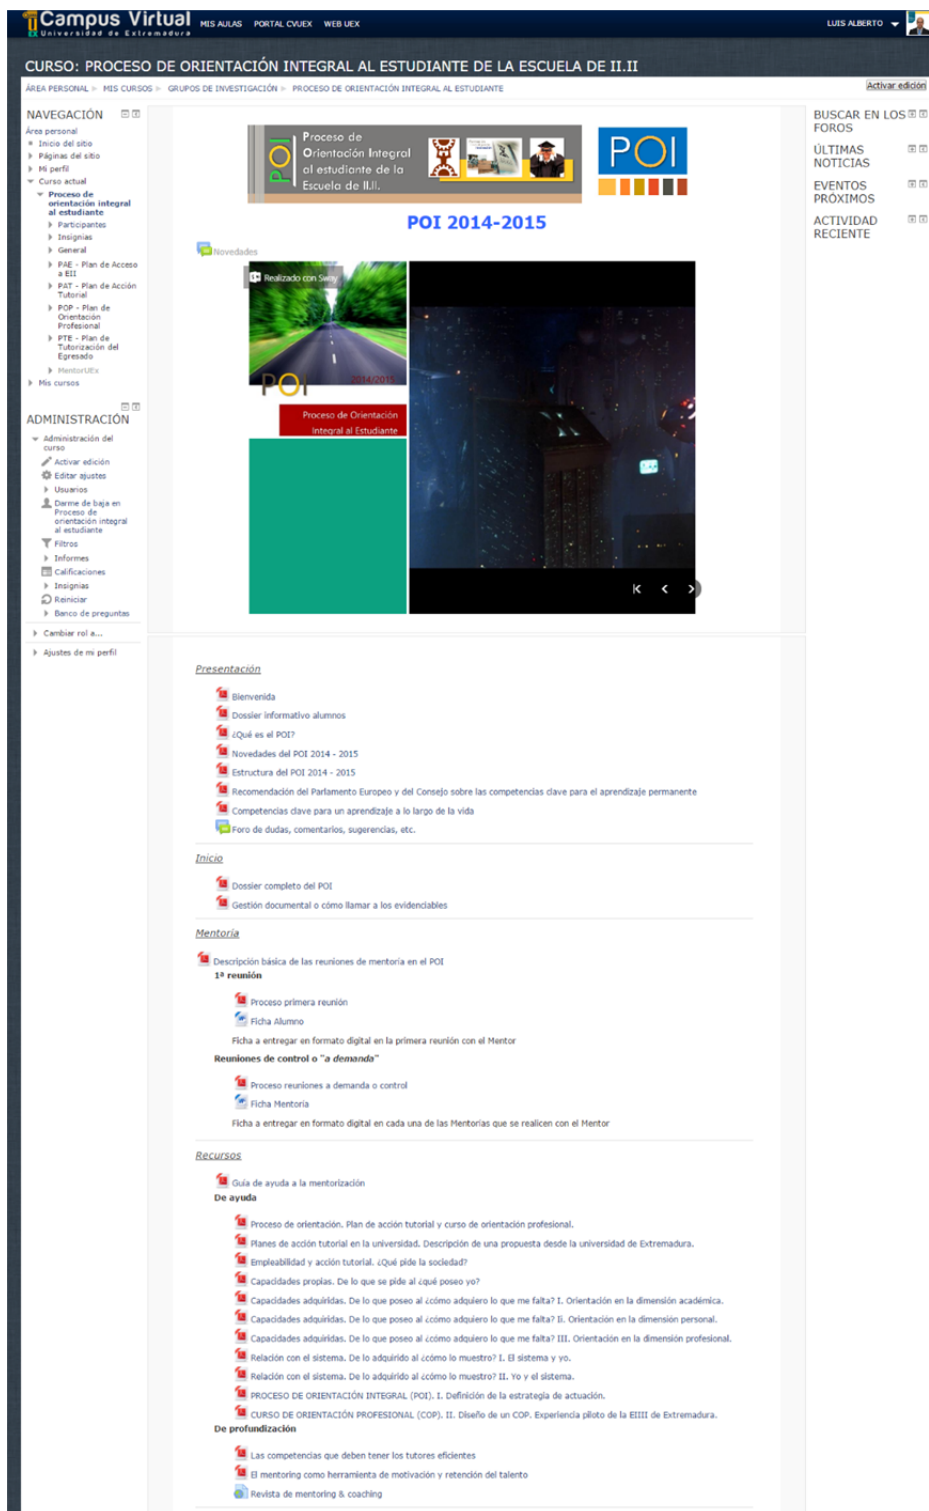 Campus Virtual
Universidad de Extremadura
MIS AULAS PORTAL CVUEX WEB UEX
LUIS ALBERTO
CURSO: PROCESO DE ORIENTACIÓN INTEGRAL AL ESTUDIANTE DE LA ESCUELA DE II.II
ÁREA PERSONAL MIS CURSOS GRUPOS DE INVESTIGACIÓN PROCESO DE ORIENTACIÓN INTEGRAL AL ESTUDIANTE
Activar edición
NAVEGACIÓN
Área personal
Inicio del sitio
Páginas del sitio
Mi perfil
Curso actual
Proceso de
orientación integral
al estudiante
Participantes
Insignias
General
PAE - Plan de Acceso
a EII
PAT - Plan de Acción
Tutorial
POP - Plan de
Orientación
Profesional
PTE - Plan de
Tutorización del
Egresado
MentorUEx
Mis cursos
ADMINISTRACIÓN
Administración del
curso
Activar edición
Editar ajustes
Usuarios
Darme de baja en
Proceso de
orientación integral
al estudiante
Filtros
Informes
Calificaciones
Insignias
Reiniciar
Banco de preguntas
Cambiar rol a...
Ajustes de mi perfil
POI
Proceso de
Orientación Integral
al estudiante de la
Escuela de II.II.
POI
POI 2014-2015
Novedades
Realizado con Sway
POI
2014/2015
Proceso de Orientación
Integral al Estudiante
BUSCAR EN LOS
FOROS
ÚLTIMAS
NOTICIAS
EVENTOS
PRÓXIMOS
ACTIVIDAD
RECIENTE
Presentación
Bienvenida
Dossier informativo alumnos
¿Qué es el POI?
Novedades del POI 2014 - 2015
Estructura del POI 2014 - 2015
Recomendación del Parlamento Europeo y del Consejo sobre las competencias clave para el aprendizaje permanente
Competencias clave para un aprendizaje a lo largo de la vida
Foro de dudas, comentarios, sugerencias, etc.
Inicio
Dossier completo del POI
Gestión documental o cómo llamar a los evidenciables
Mentoría
Descripción básica de las reuniones de mentoría en el POI
1ª reunión
Proceso primera reunión
Ficha Alumno
Ficha a entregar en formato digital en la primera reunión con el Mentor
Reuniones de control o "a demanda"
Proceso reuniones a demanda o control
Ficha Mentoría
Ficha a entregar en formato digital en cada una de las Mentorías que se realicen con el Mentor
Recursos
Guía de ayuda a la mentorización
De ayuda
Proceso de orientación. Plan de acción tutorial y curso de orientación profesional.
Planes de acción tutorial en la universidad. Descripción de una propuesta desde la universidad de Extremadura.
Empleabilidad y acción tutorial. ¿Qué pide la sociedad?
Capacidades propias. De lo que se pide al ¿qué poseo yo?
Capacidades adquiridas. De lo que poseo al ¿cómo adquiero lo que me falta? I. Orientación en la dimensión académica.
Capacidades adquiridas. De lo que poseo al ¿cómo adquiero lo que me falta? Ii. Orientación en la dimensión personal.
Capacidades adquiridas. De lo que poseo al ¿cómo adquiero lo que me falta? III. Orientación en la dimensión profesional.
Relación con el sistema. De lo adquirido al ¿cómo lo muestro? I. El sistema y yo.
Relación con el sistema. De lo adquirido al ¿cómo lo muestro? II. Yo y el sistema.
PROCESO DE ORIENTACIÓN INTEGRAL (POI). I. Definición de la estrategia de actuación.
CURSO DE ORIENTACIÓN PROFESIONAL (COP). II. Diseño de un COP. Experiencia piloto de la EIIII de Extremadura.
De profundización
Las competencias que deben tener los tutores eficientes
El mentoring como herramienta de motivación y retención del talento
Revista de mentoring & coaching